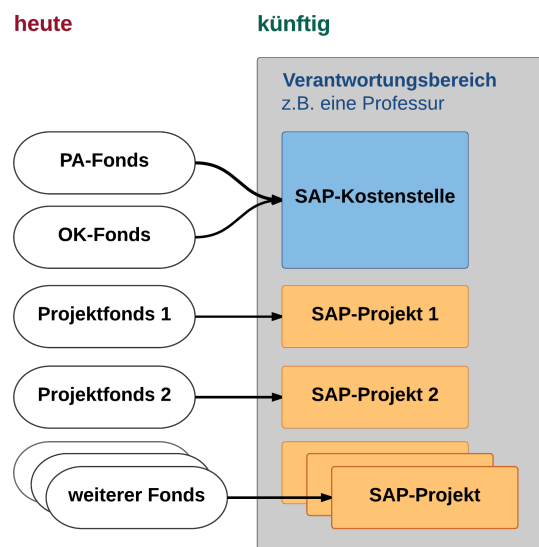 heute
künftig
Verantwortungsbereich
z.B. eine Professur
PA-Fonds
SAP-Kostenstelle
OK-Fonds
Projektfonds 1
SAP-Projekt 1
Projektfonds 2
SAP-Projekt 2
weiterer Fonds
SAP-Projekt